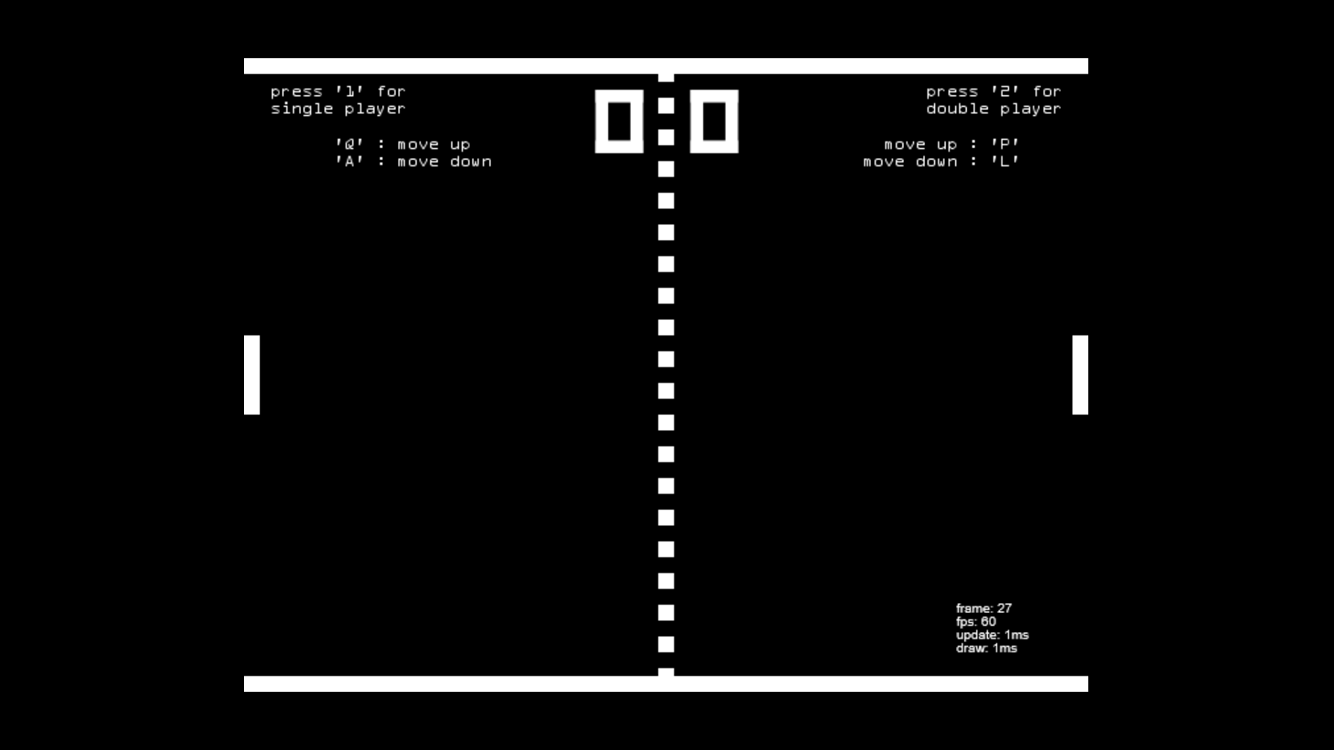 press '1' for
single player
'Q' : move up
'A' : move down
0 0
press '2' for
double player
move up : 'P'
move down : 'L'
frame: 27
fps: 60
update: 1ms
draw: 1ms